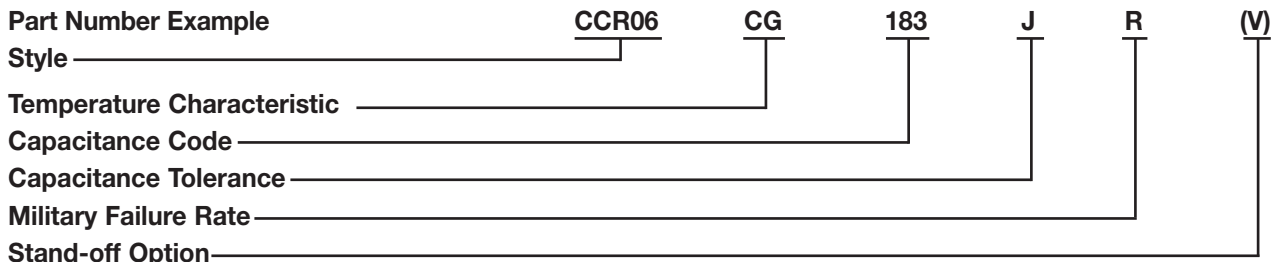 Part Number Example CCR06 CG 183 J R (V)
Style
Temperature Characteristic
Capacitance Code
Capacitance Tolerance
Military Failure Rate
Stand-off Option